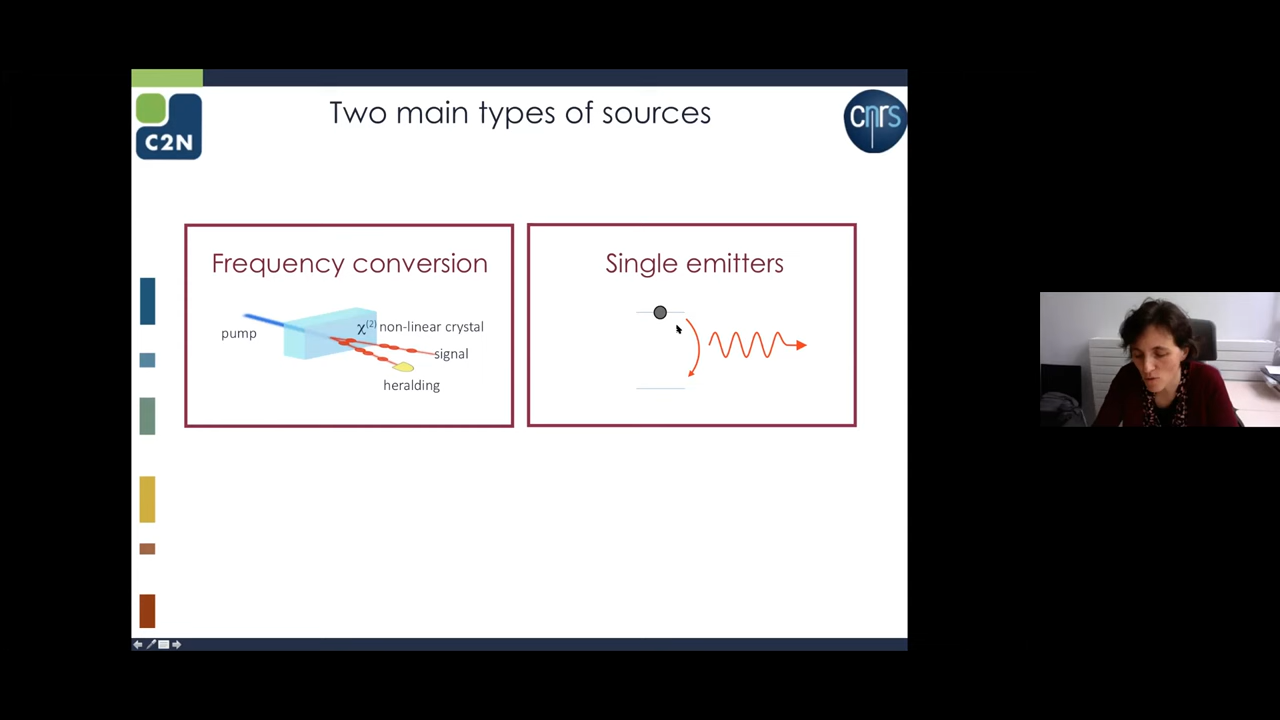 Two main types of sources
C2N
cnrs
Frequency conversion
pump
χ(2) non-linear crystal
signal
heralding
Single emitters